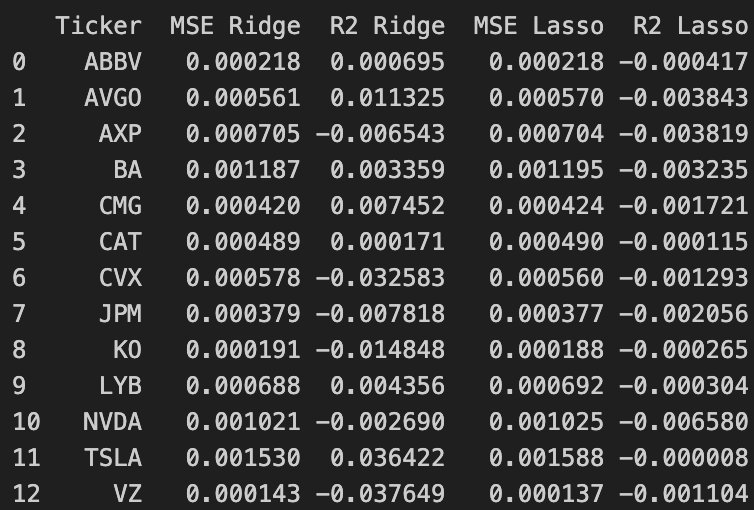 Ticker MSE Ridge R2 Ridge MSE Lasso R2 Lasso
0 ABBV 0.000218 0.000695 0.000218 -0.000417
1 AVGO 0.000561 0.011325 0.000570 -0.003843
2 AXP 0.000705 -0.006543 0.000704 -0.003819
3 BA 0.001187 0.003359 0.001195 -0.003235
4 CMG 0.000420 0.007452 0.000424 -0.001721
5 CAT 0.000489 0.000171 0.000490 -0.000115
6 CVX 0.000578 -0.032583 0.000560 -0.001293
7 JPM 0.000379 -0.007818 0.000377 -0.002056
8 KO 0.000191 -0.014848 0.000188 -0.000265
9 LYB 0.000688 0.004356 0.000692 -0.000304
10 NVDA 0.001021 -0.002690 0.001025 -0.006580
11 TSLA 0.001530 0.036422 0.001588 -0.000008
12 VZ 0.000143 -0.037649 0.000137 -0.001104